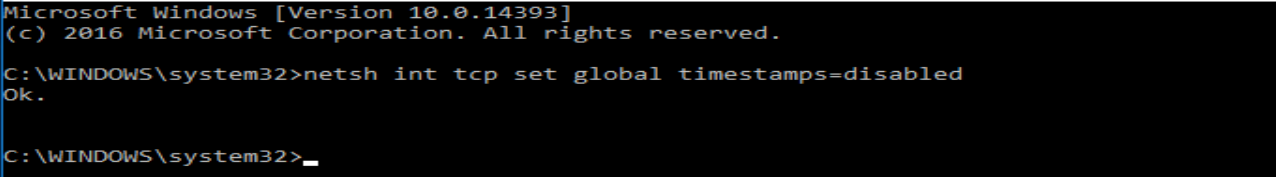 Microsoft Windows [Version 10.0.14393]
(c) 2016 Microsoft Corporation. All rights reserved.
C:\WINDOWS\system32>netsh int tcp set global timestamps=disabled
Ok.
C:\WINDOWS\system32>